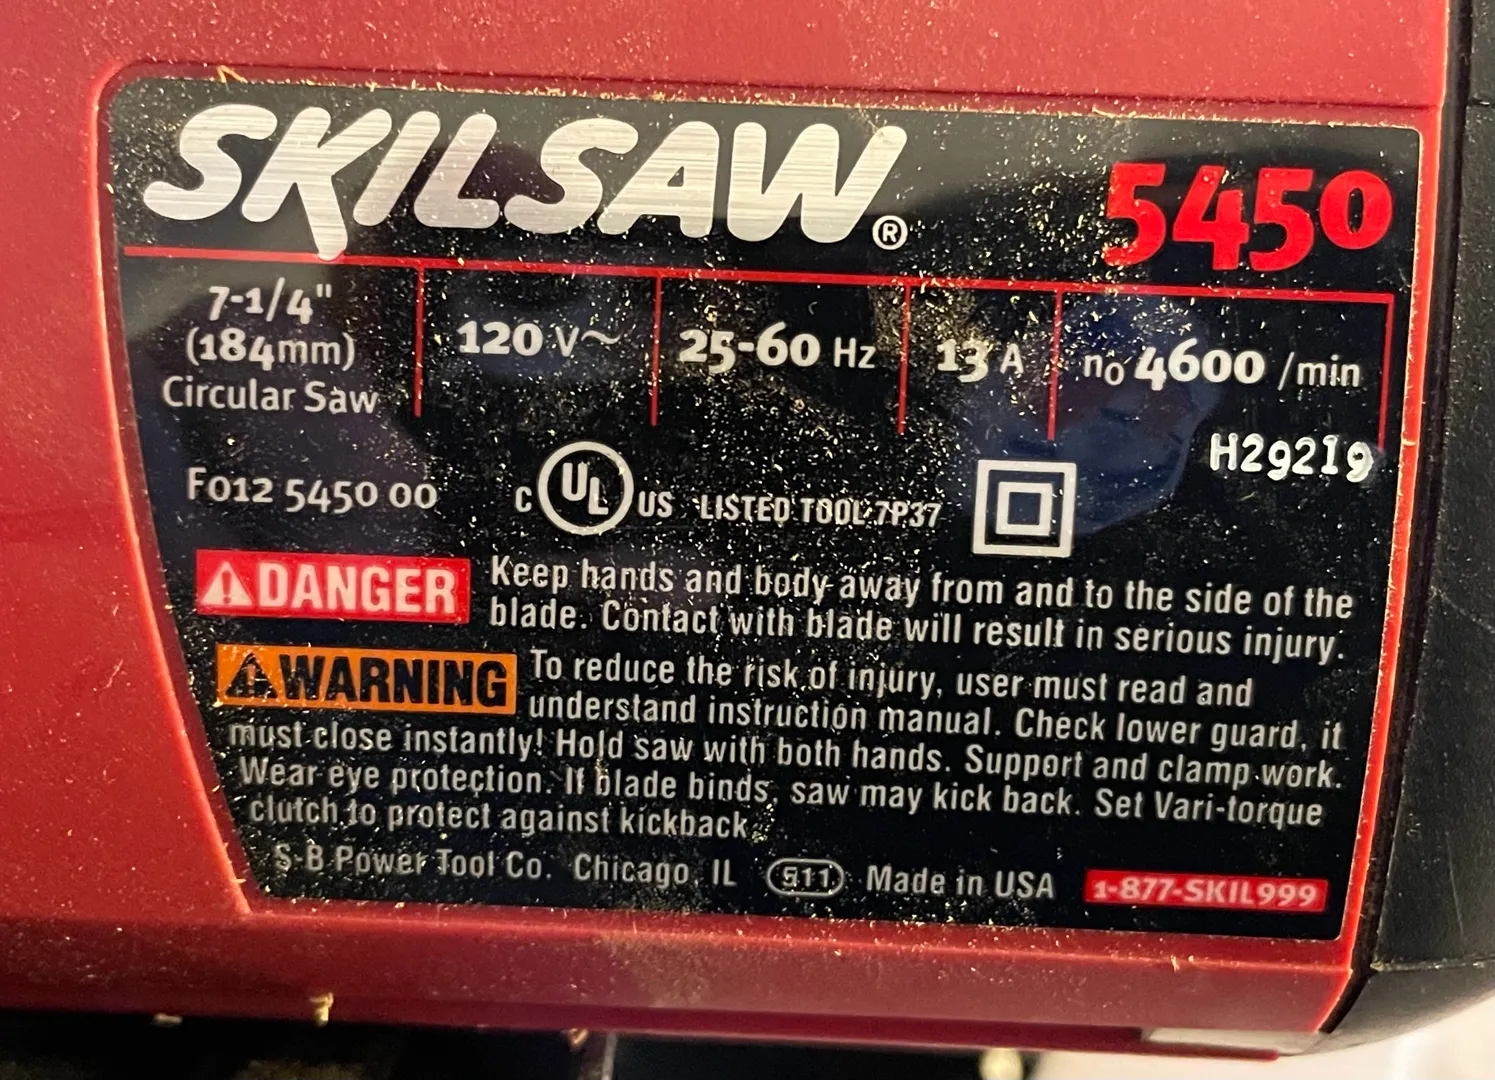 SKILSAW® 5450
7-1/4" (184mm) Circular Saw
120 V~
25-60 Hz
13 A
no 4600 /min
H29219
F012 5450 00
C UL US LISTED TOOL 7P37
DANGER Keep hands and body away from and to the side of the
blade. Contact with blade will result in serious injury.
WARNING To reduce the risk of injury, user must read and
understand instruction manual. Check lower guard, it
must close instantly! Hold saw with both hands. Support and clamp work.
Wear eye protection. If blade binds, saw may kick back. Set Vari-torque
clutch to protect against kickback.
S-B Power Tool Co. Chicago, IL 511 Made in USA 1-877-SKIL999